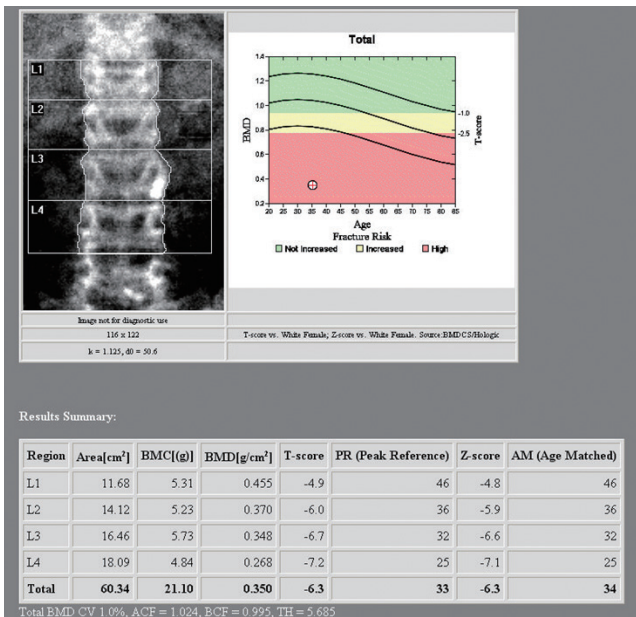 L1
L2
L3
L4
Image not for diagnostic use
116 x 122
k = 1.125, d0 = 50.6
Total
BMD
1.4
1.2
1.0
0.8
0.6
0.4
0.2
20 25 30 35 40 45 50 55 60 65 70 75 80 85
-1.0
-2.5
T-score
Age
Fracture Risk
Not Increased Increased High
T-score vs. White Female; Z-score vs. White Female. Source:BMDCS/Hologic
Results Summary:
Region Area[cm²] BMC[(g] BMD[g/cm²] T-score PR (Peak Reference) Z-score AM (Age Matched)
L1 11.68 5.31 0.455 -4.9 46 -4.8 46
L2 14.12 5.23 0.370 -6.0 36 -5.9 36
L3 16.46 5.73 0.348 -6.7 32 -6.6 32
L4 18.09 4.84 0.268 -7.2 25 -7.1 25
Total 60.34 21.10 0.350 -6.3 33 -6.3 34
Total BMD CV 1.0%, ACF = 1.024, BCF = 0.995, TH = 5.685